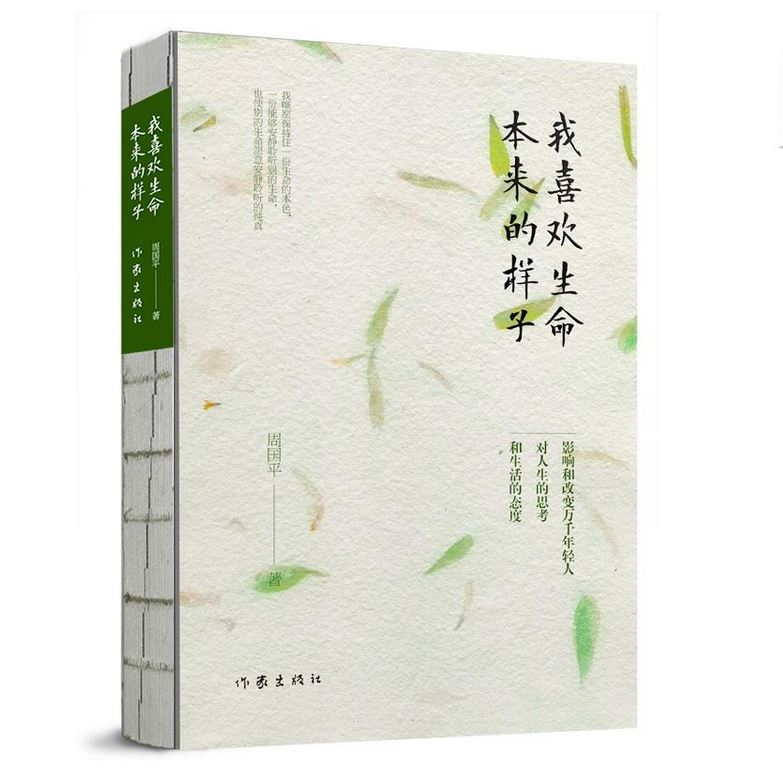 我喜欢生命
本来的样子
影响和改变万千年轻人
对人生的思考
和生活的态度
我唯愿保持住一份生命的本色,
一份能够安静聆听别的生命,
也使别的生命愿意安静聆听的纯真
周国平 著
作家出版社
我喜欢生命
本来的样子
周国平 著
作家出版社